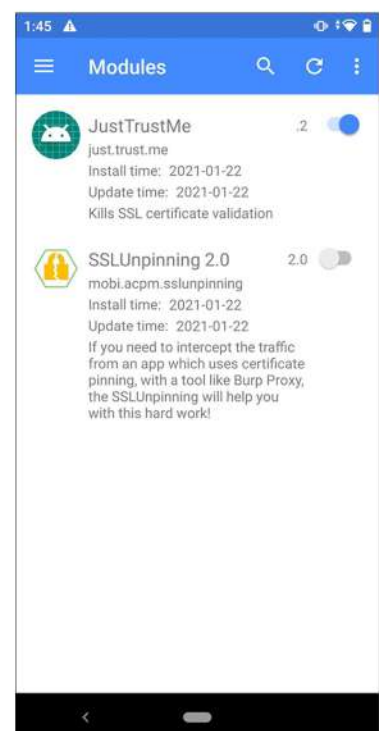 1:45
Modules
JustTrustMe .2
just.trust.me
Install time: 2021-01-22
Update time: 2021-01-22
Kills SSL certificate validation
SSLUnpinning 2.0 2.0
mobi.acpm.sslunpinning
Install time: 2021-01-22
Update time: 2021-01-22
If you need to intercept the traffic
from an app which uses certificate
pinning, with a tool like Burp Proxy,
the SSLUnpinning will help you
with this hard work!